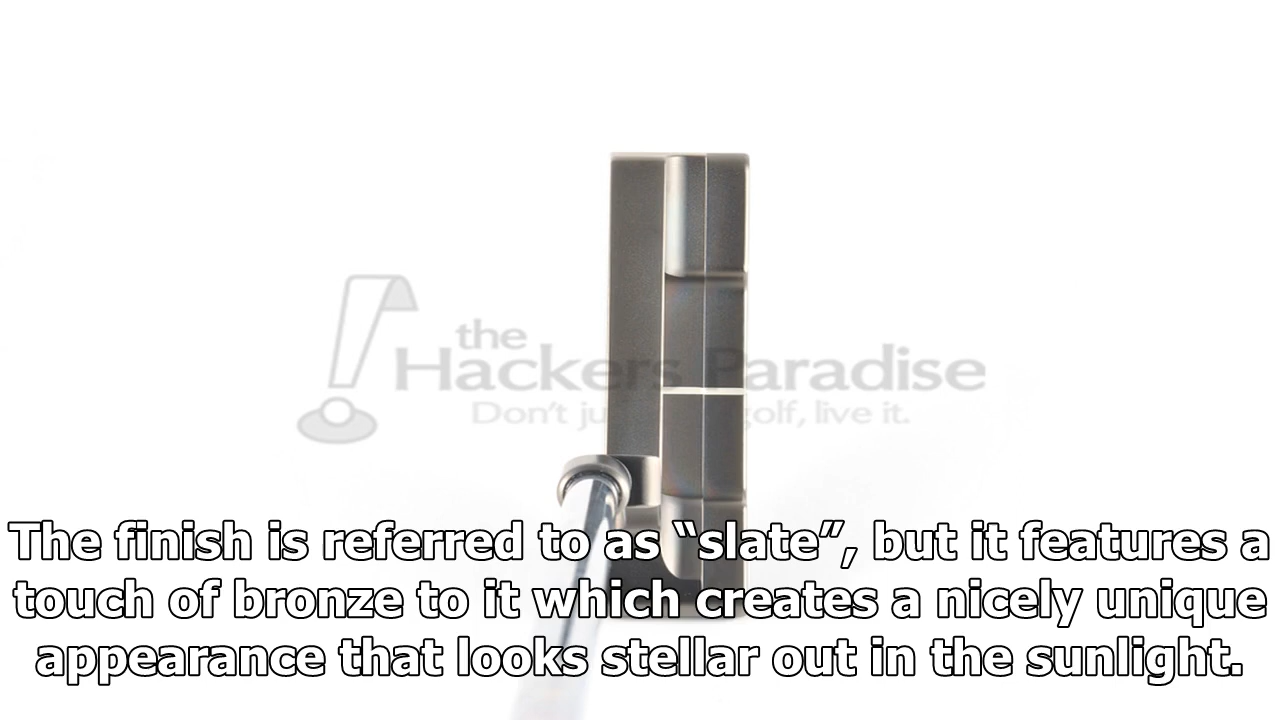 the
Hackers Paradise
Don't ju golf, live it.
The finish is referred to as “slate”, but it features a
touch of bronze to it which creates a nicely unique
appearance that looks stellar out in the sunlight.